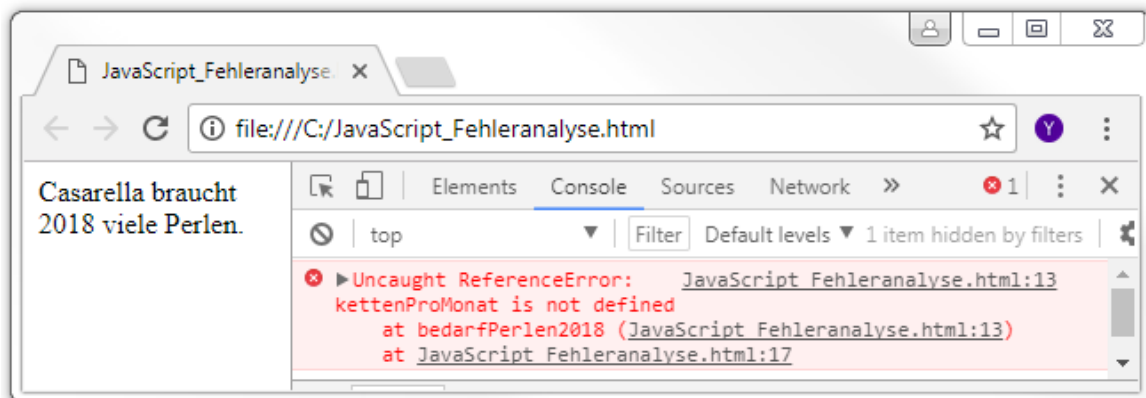 JavaScript_Fehleranalyse.
file:///C:/JavaScript_Fehleranalyse.html Y
Casarella braucht
2018 viele Perlen.
Elements Console Sources Network » 1
top ▼ Filter Default levels ▼ 1 item hidden by filters
▶Uncaught ReferenceError: JavaScript_Fehleranalyse.html:13
kettenProMonat is not defined
at bedarfPerlen2018 (JavaScript_Fehleranalyse.html:13)
at JavaScript_Fehleranalyse.html:17